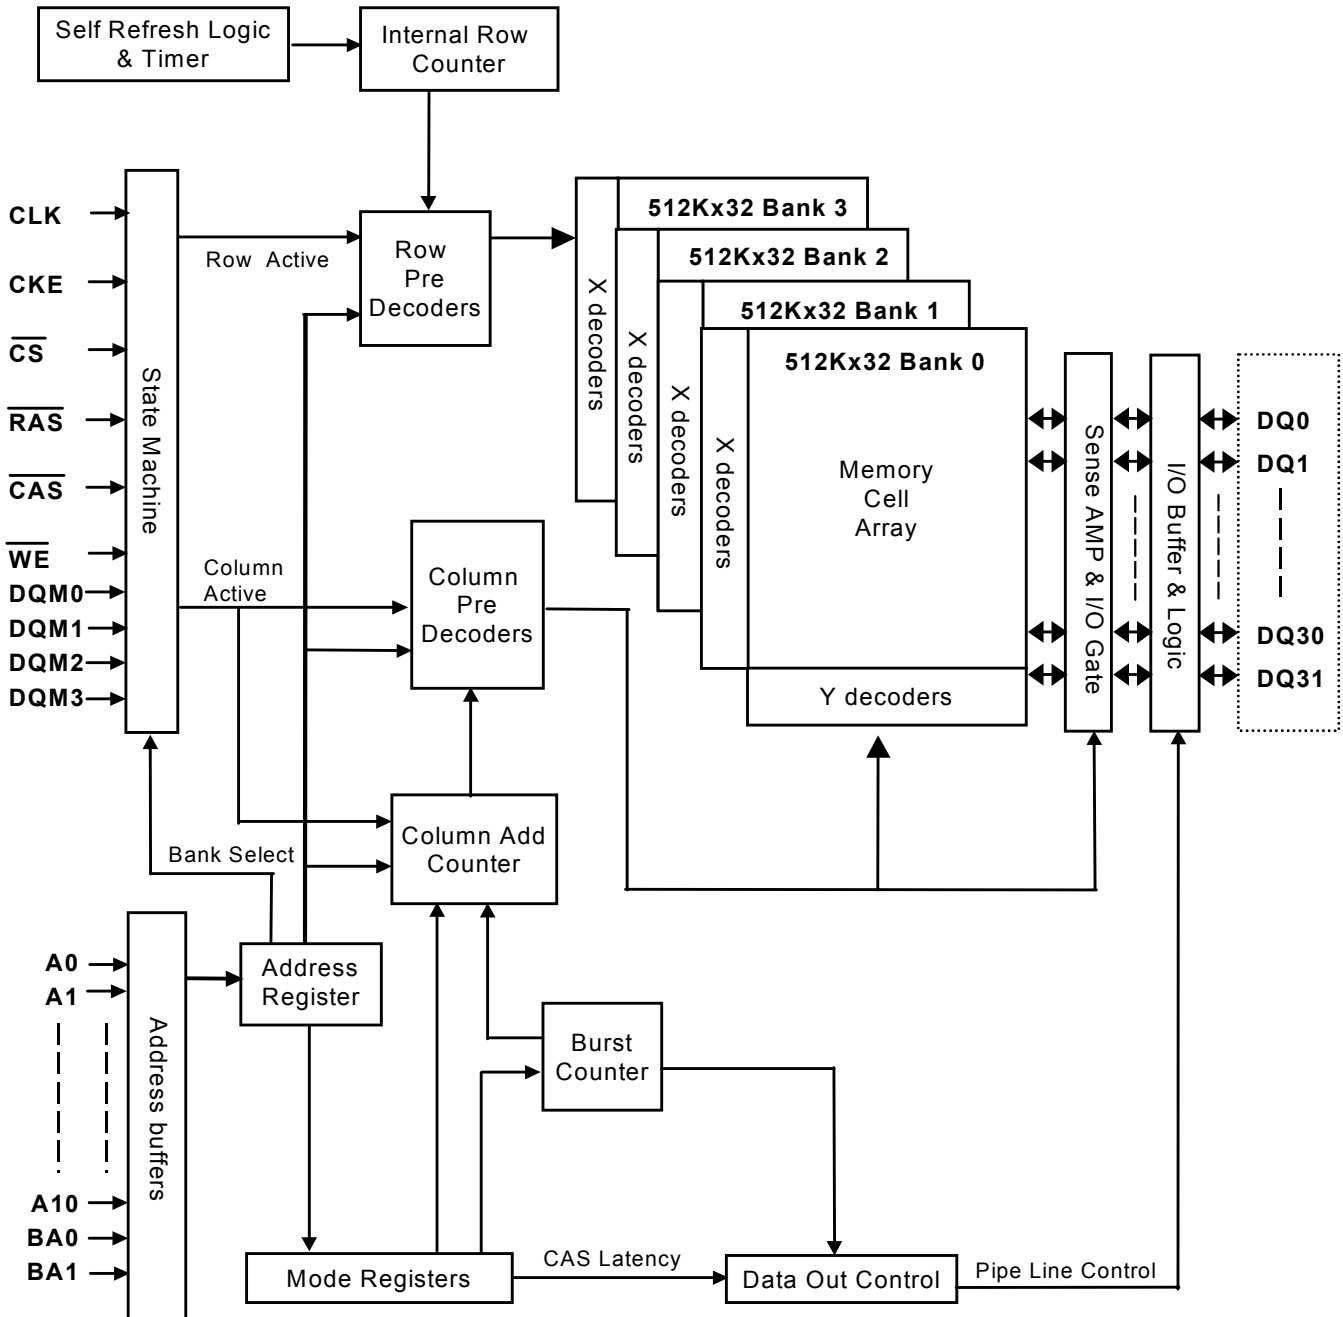 Self Refresh Logic
& Timer
Internal Row
Counter
CLK
CKE
CS
RAS
CAS
WE
DQM0
DQM1
DQM2
DQM3
State Machine
Row Active
Row
Pre
Decoders
Column
Active
Column
Pre
Decoders
X decoders
512Kx32 Bank 3
X decoders
512Kx32 Bank 2
X decoders
512Kx32 Bank 1
X decoders
512Kx32 Bank 0
Memory
Cell
Array
Y decoders
Sense AMP & I/O Gate
I/O Buffer & Logic
DQ0
DQ1
DQ30
DQ31
Bank Select
Column Add
Counter
A0
A1
A10
BA0
BA1
Address buffers
Address
Register
Burst
Counter
Mode Registers
CAS Latency
Data Out Control
Pipe Line Control